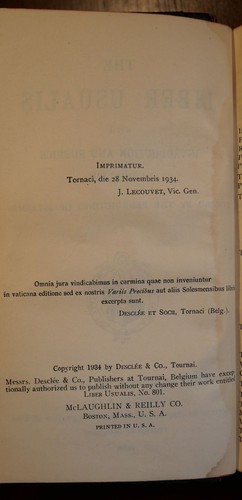 IMPRIMATUR.
Tornaci, die 28 Novembris 1934.
J. LECOUVET, Vic. Gen.
Omnia jura vindicabimus in carmina quae non inveniuntur
in vaticana editione sed ex nostris Variis Precibus aut aliis Solesmensibus libris
excerpta sunt.
DESCLÉE ET SOCII, Tornaci (Belg.).
Copyright 1934 by DESCLÉE & Co., Tournai.
Messrs. Desclée & Co., Publishers at Tournai, Belgium have excep-
tionally authorized us to publish without any change their work entitled
LIBER USUALIS, No. 801.
McLAUGHLIN & REILLY CO.
BOSTON, MASS., U. S. A.
PRINTED IN U. S. A.